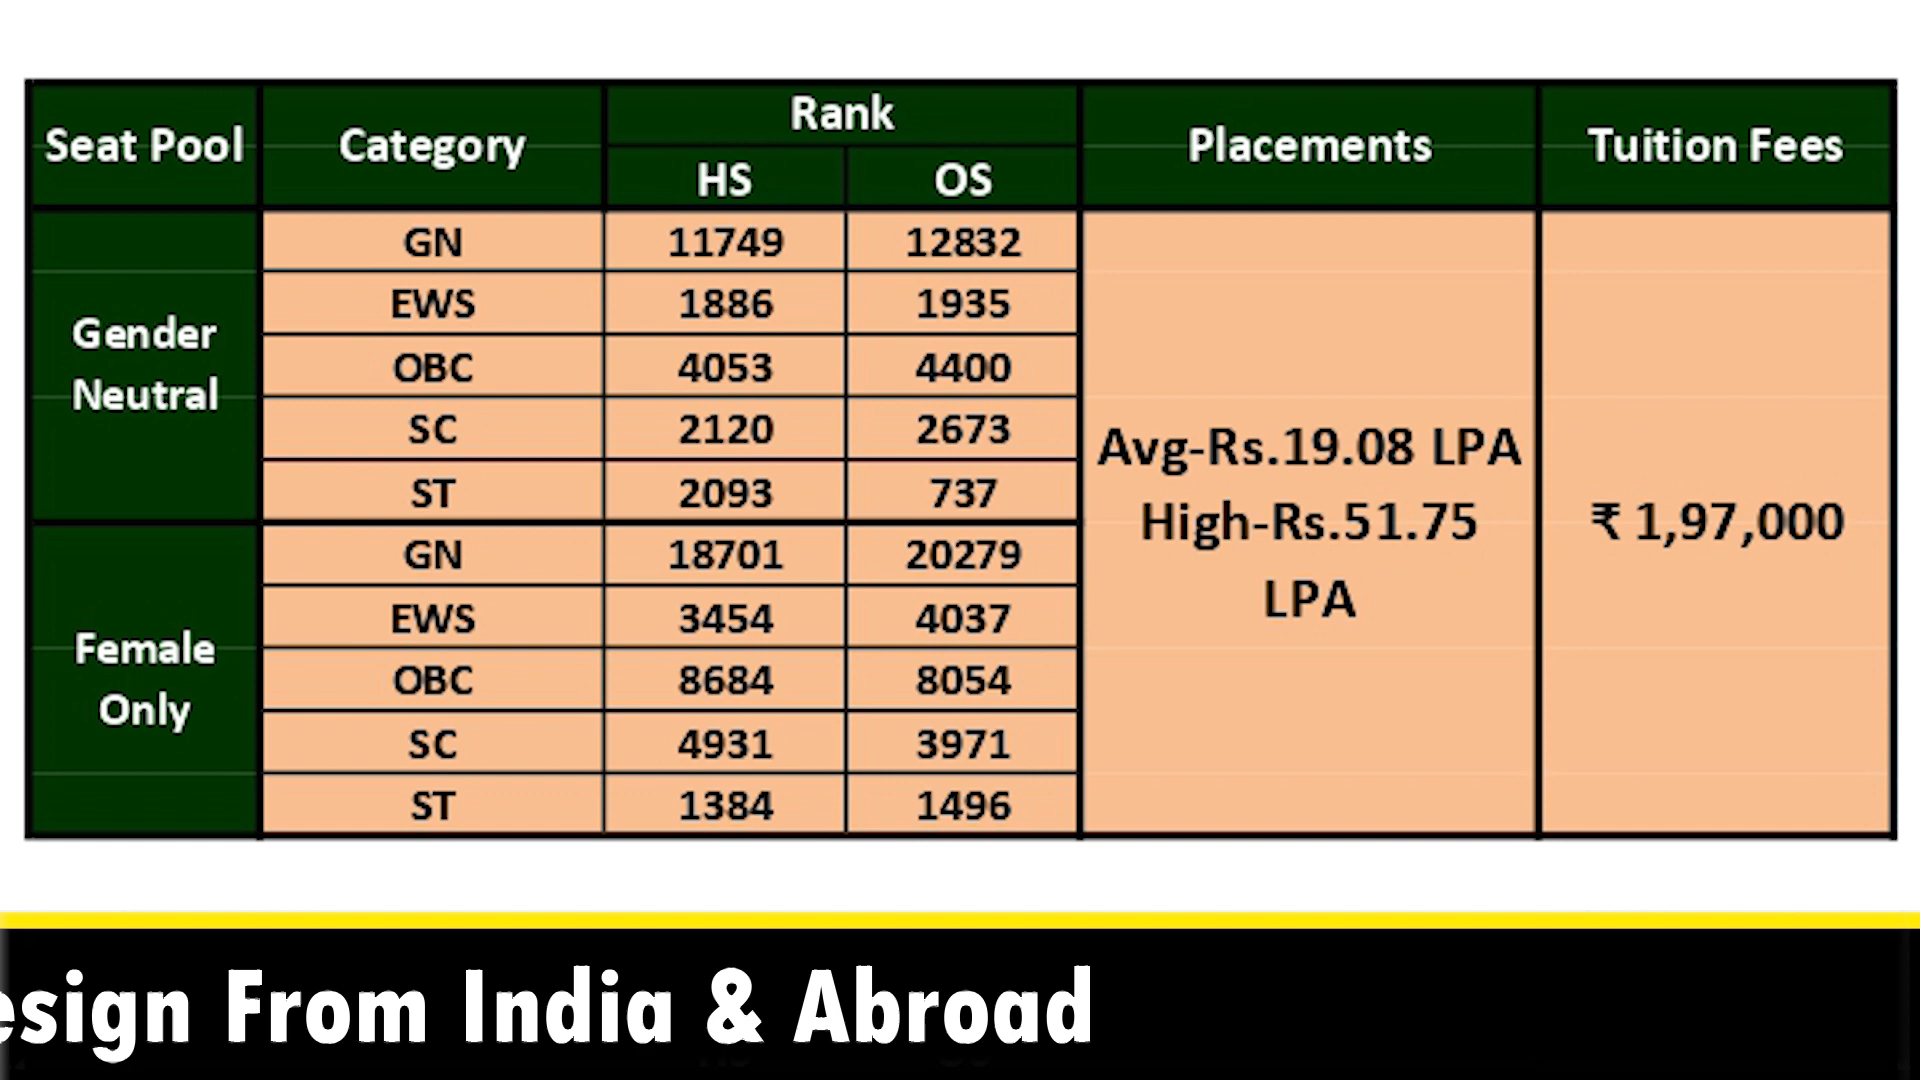 Seat Pool Category Rank Placements Tuition Fees
HS OS
Gender
Neutral
GN 11749 12832
EWS 1886 1935
OBC 4053 4400
SC 2120 2673
ST 2093 737
Female
Only
GN 18701 20279
EWS 3454 4037
OBC 8684 8054
SC 4931 3971
ST 1384 1496
Avg-Rs.19.08 LPA
High-Rs.51.75
LPA
₹ 1,97,000
esign From India & Abroad